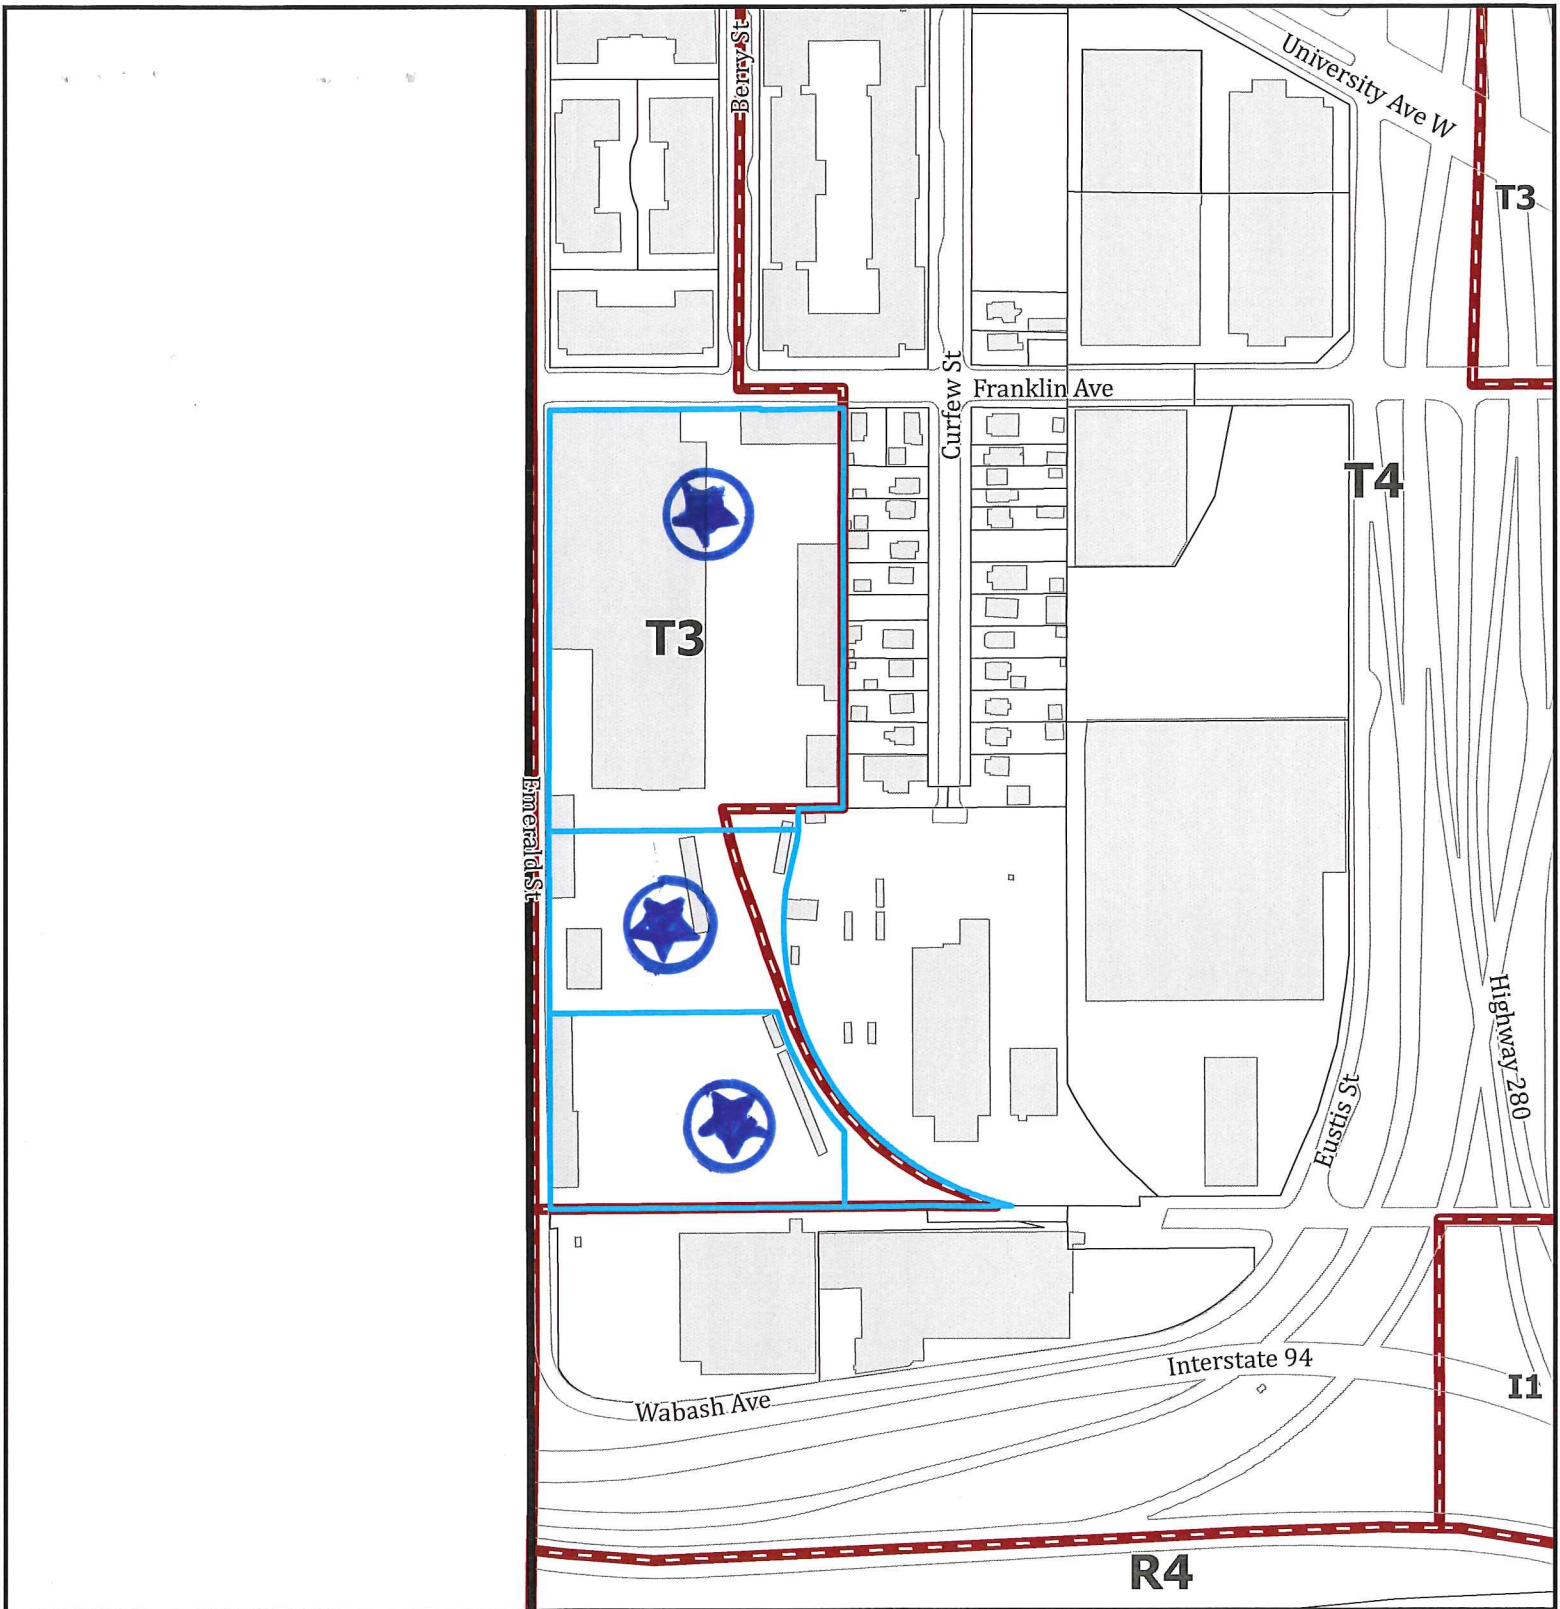 Berry St
University Ave W
T3
Curfew St
Franklin Ave
T4
T3
Emerald St
Highway 280
Eustis St
Interstate 94
Wabash Ave
I1
R4